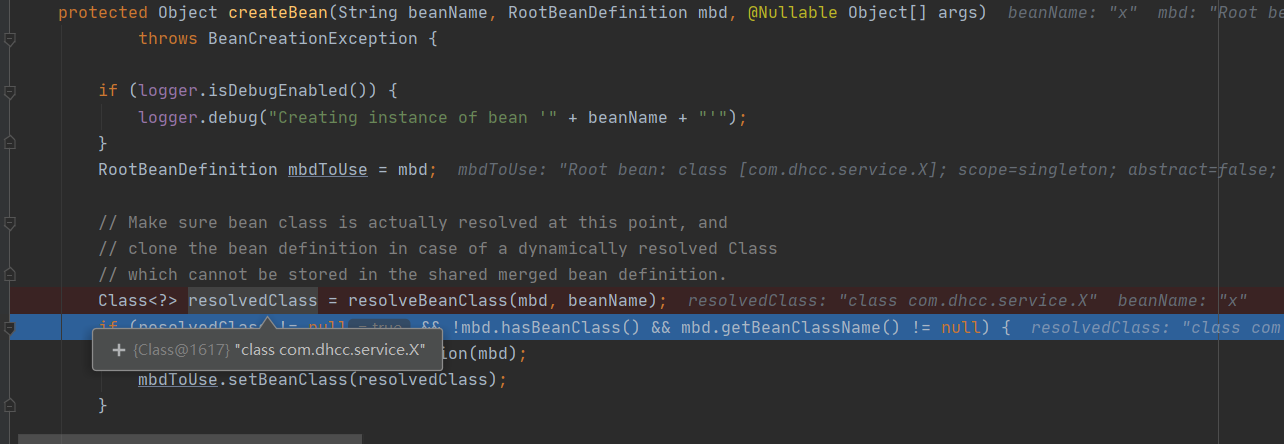 protected Object createBean(String beanName, RootBeanDefinition mbd, @Nullable Object[] args)  beanName: "x"  mbd: "Root be
throws BeanCreationException {
if (logger.isDebugEnabled()) {
logger.debug("Creating instance of bean '" + beanName + "'");
}
RootBeanDefinition mbdToUse = mbd;  mbdToUse: "Root bean: class [com.dhcc.service.X]; scope=singleton; abstract=false;
// Make sure bean class is actually resolved at this point, and
// clone the bean definition in case of a dynamically resolved Class
// which cannot be stored in the shared merged bean definition.
Class<?> resolvedClass = resolveBeanClass(mbd, beanName);  resolvedClass: "class com.dhcc.service.X"  beanName: "x"
if (resolvedClass != null = true && !mbd.hasBeanClass() && mbd.getBeanClassName() != null) {  resolvedClass: "class com
+ {Class@1617} "class com.dhcc.service.X" ion(mbd);
mbdToUse.setBeanClass(resolvedClass);
}